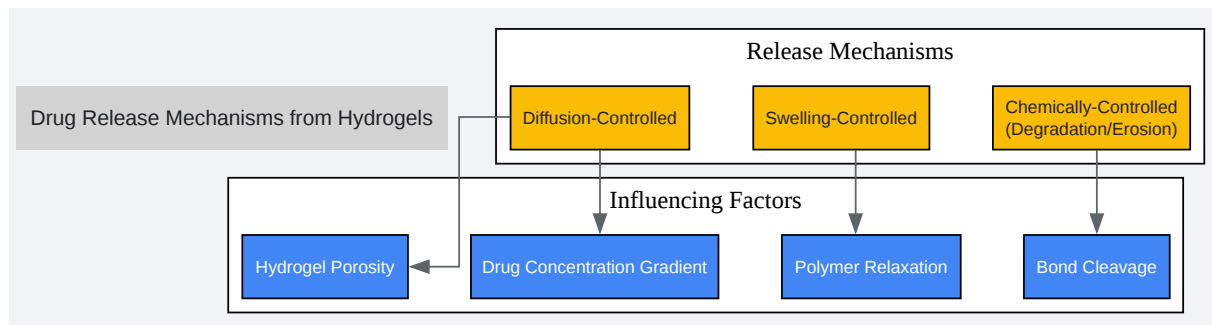 Release Mechanisms
Drug Release Mechanisms from Hydrogels
Diffusion-Controlled
Swelling-Controlled
Chemically-Controlled
(Degradation/Erosion)
Influencing Factors
Hydrogel Porosity
Drug Concentration Gradient
Polymer Relaxation
Bond Cleavage